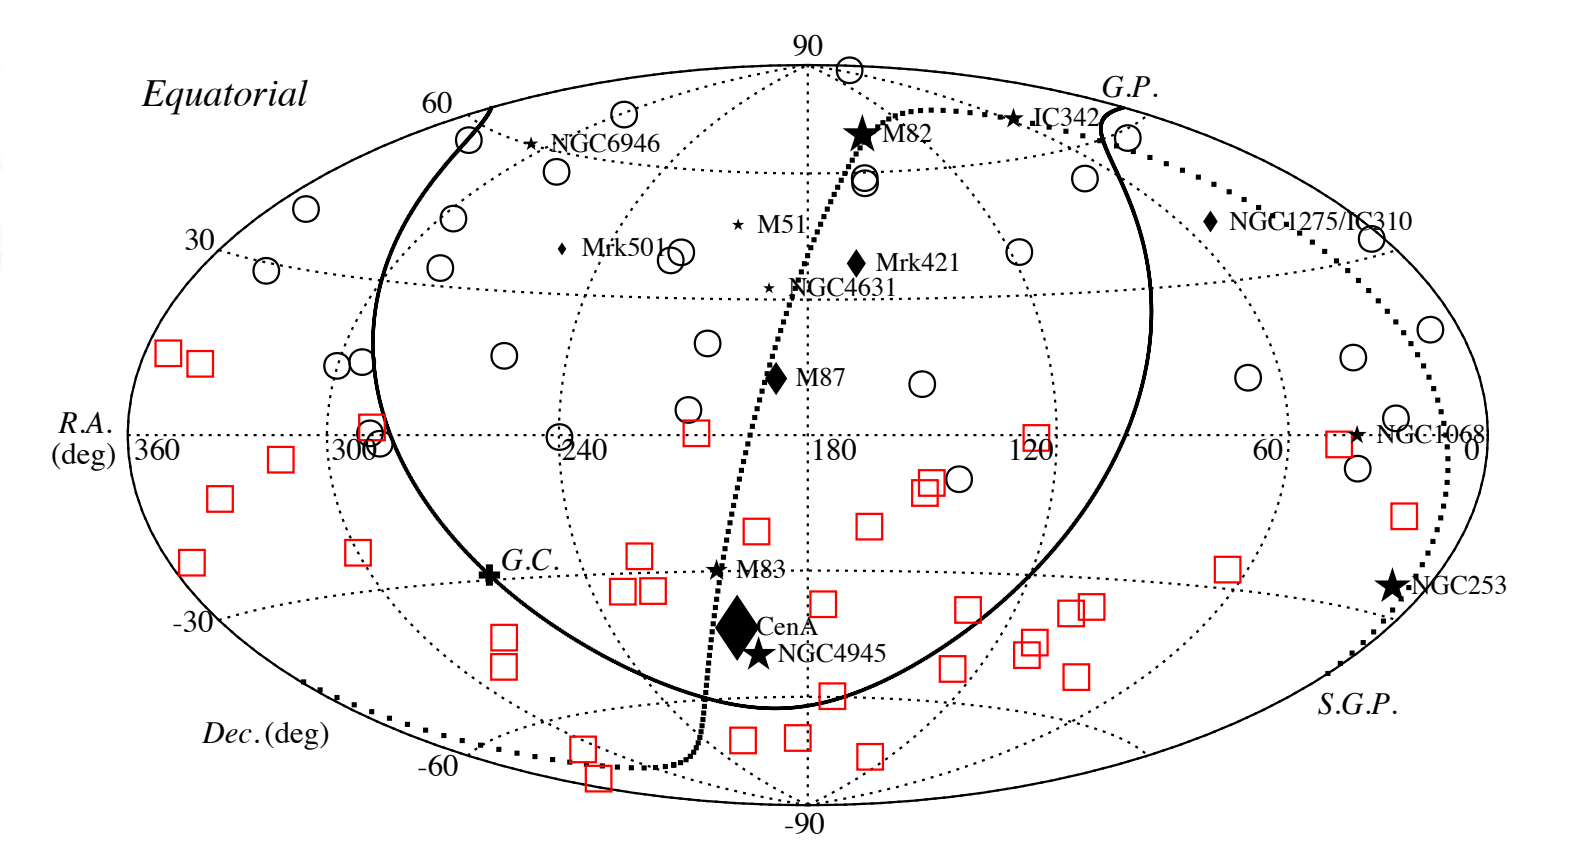 90
Equatorial
G.P.
60
IC342
M82
NGC6946
NGC1275/IC310
M51
30
Mrk501
Mrk421
NGC4631
M87
R.A.
(deg)
360
300
240
180
120
60
NGC1068
0
G.C
M83
NGC253
-30
CenA
NGC4945
S.G.P.
Dec. (deg)
-60
-90